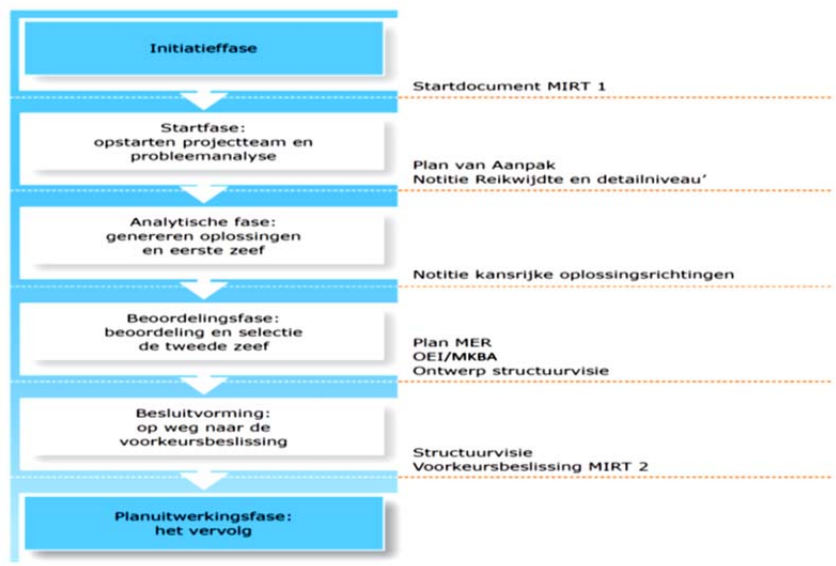 Initiatieffase
Startdocument MIRT 1
Startfase:
opstarten projectteam en
probleemanalyse
Plan van Aanpak
Notitie Reikwijdte en detailniveau’
Analytische fase:
genereren oplossingen
en eerste zeef
Notitie kansrijke oplossingsrichtingen
Beoordelingsfase:
beoordeling en selectie
de tweede zeef
Plan MER
OEI/MKBA
Ontwerp structuurvisie
Besluitvorming:
op weg naar de
voorkeursbeslissing
Structuurvisie
Voorkeursbeslissing MIRT 2
Planuitwerkingsfase:
het vervolg